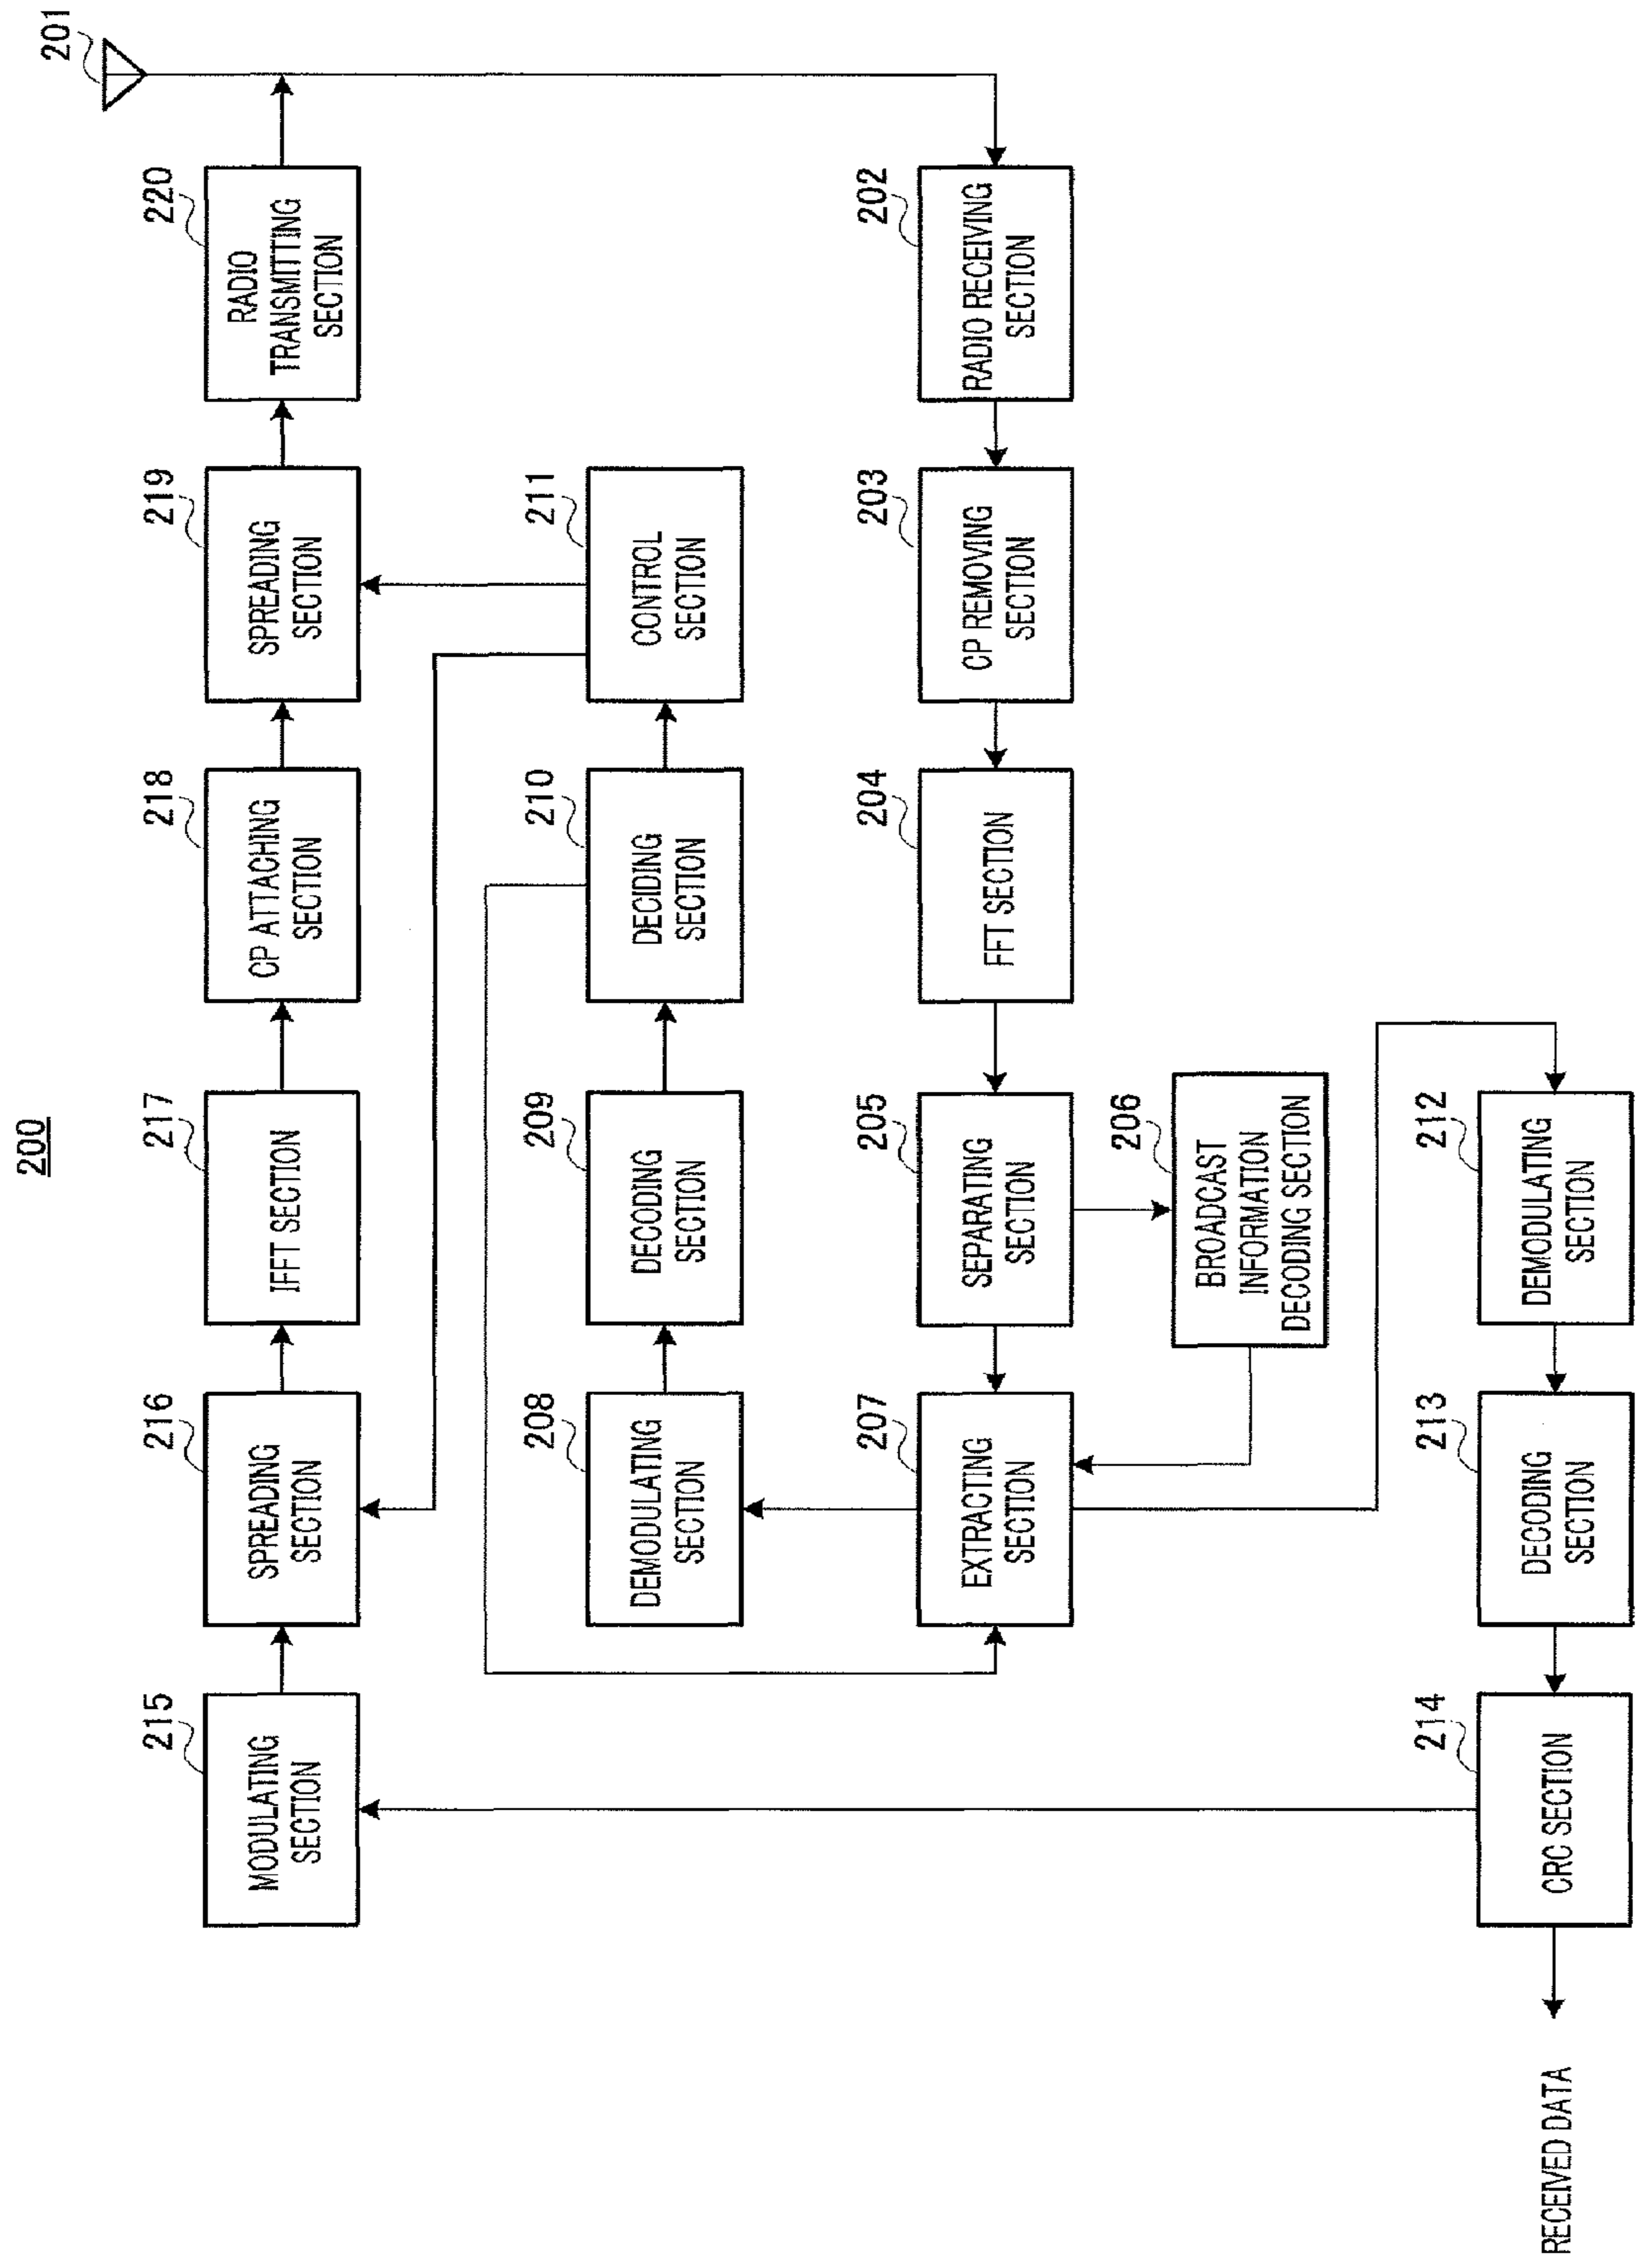 200
201
220
RADIO
TRANSMITTING
SECTION
219
SPREADING
SECTION
218
CP ATTACHING
SECTION
217
IFFT SECTION
216
SPREADING
SECTION
215
MODULATING
SECTION
211
CONTROL
SECTION
210
DECIDING
SECTION
209
DECODING
SECTION
208
DEMODULATING
SECTION
202
RADIO RECEIVING
SECTION
203
CP REMOVING
SECTION
204
FFT SECTION
205
SEPARATING
SECTION
207
EXTRACTING
SECTION
206
BROADCAST
INFORMATION
DECODING SECTION
212
DEMODULATING
SECTION
213
DECODING
SECTION
214
CRC SECTION
RECEIVED DATA